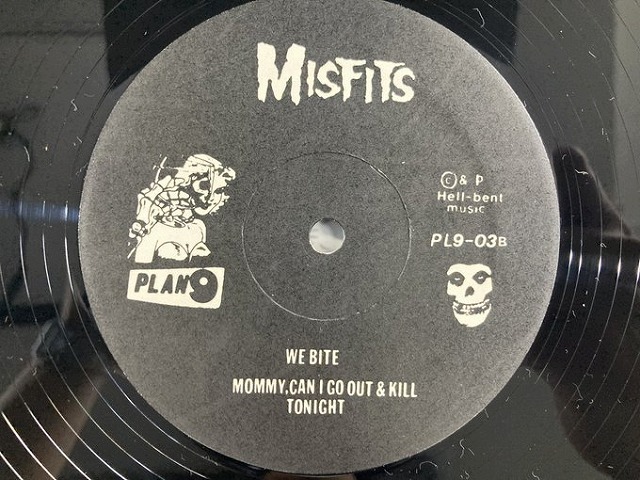 MISFITS
© & P
Hell-bent
music
PL9-03B
PLAN 9
WE BITE
MOMMY,CAN I GO OUT & KILL
TONIGHT